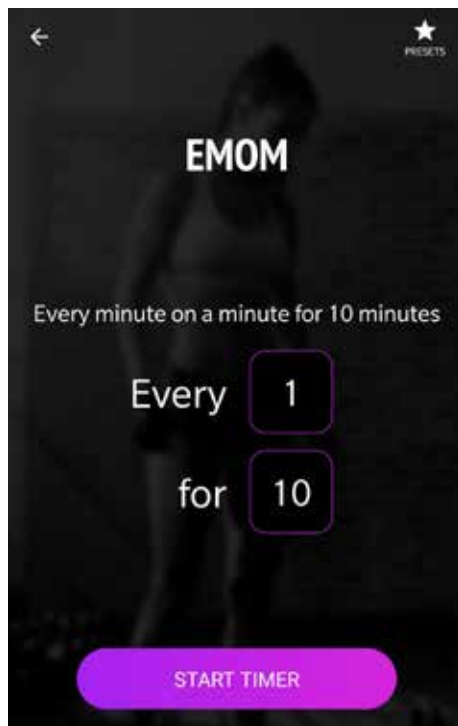 PRESETS
EMOM
Every minute on a minute for 10 minutes
Every 1
for 10
START TIMER